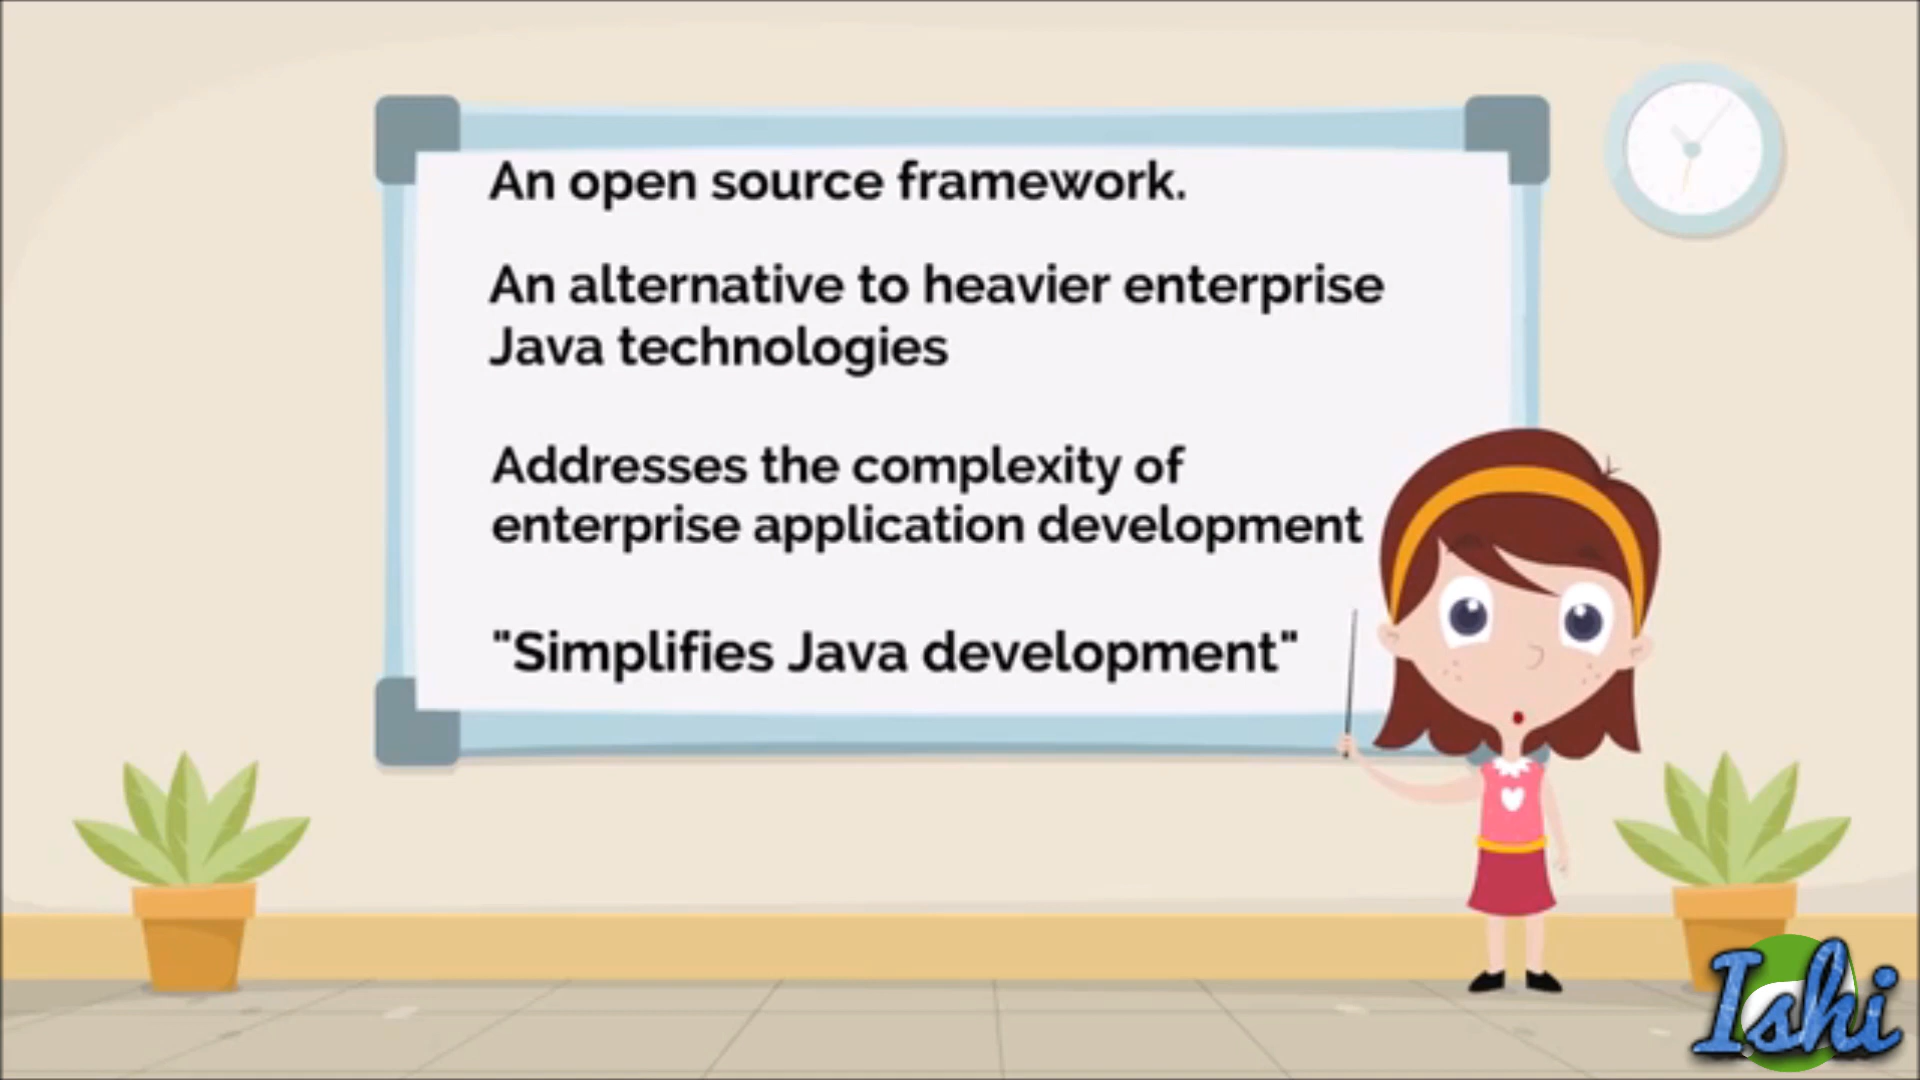 An open source framework.
An alternative to heavier enterprise
Java technologies
Addresses the complexity of
enterprise application development
"Simplifies Java development"
Ishi